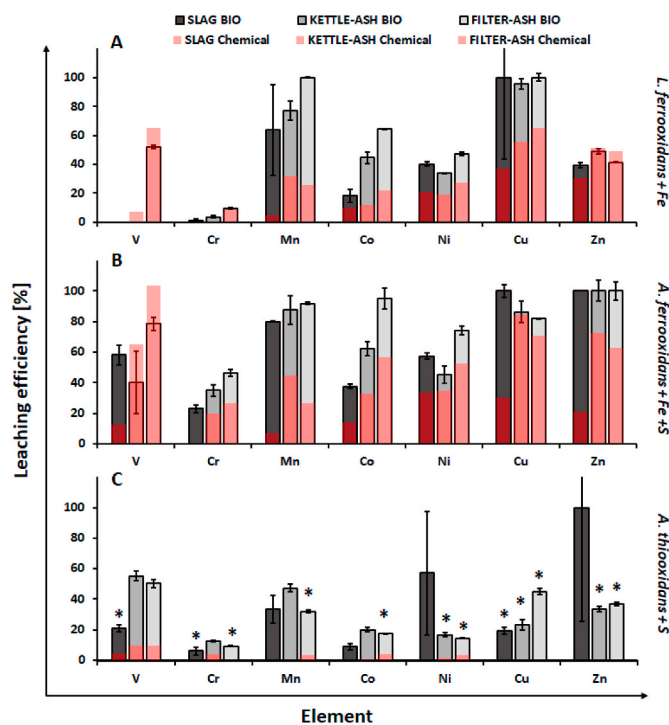 SLAG BIO KETTLE-ASH BIO FILTER-ASH BIO
SLAG Chemical KETTLE-ASH Chemical FILTER-ASH Chemical
A
100
80
60
40
20
0
V Cr Mn Co Ni Cu Zn
L. ferrooxidans + Fe
B
100
80
60
40
20
0
V Cr Mn Co Ni Cu Zn
A. ferrooxidans + Fe +S
C
100
80
60
40
20
0
* * * * * * * * * * * *
V Cr Mn Co Ni Cu Zn
A. thiooxidans + S
Leaching efficiency [%]
Element